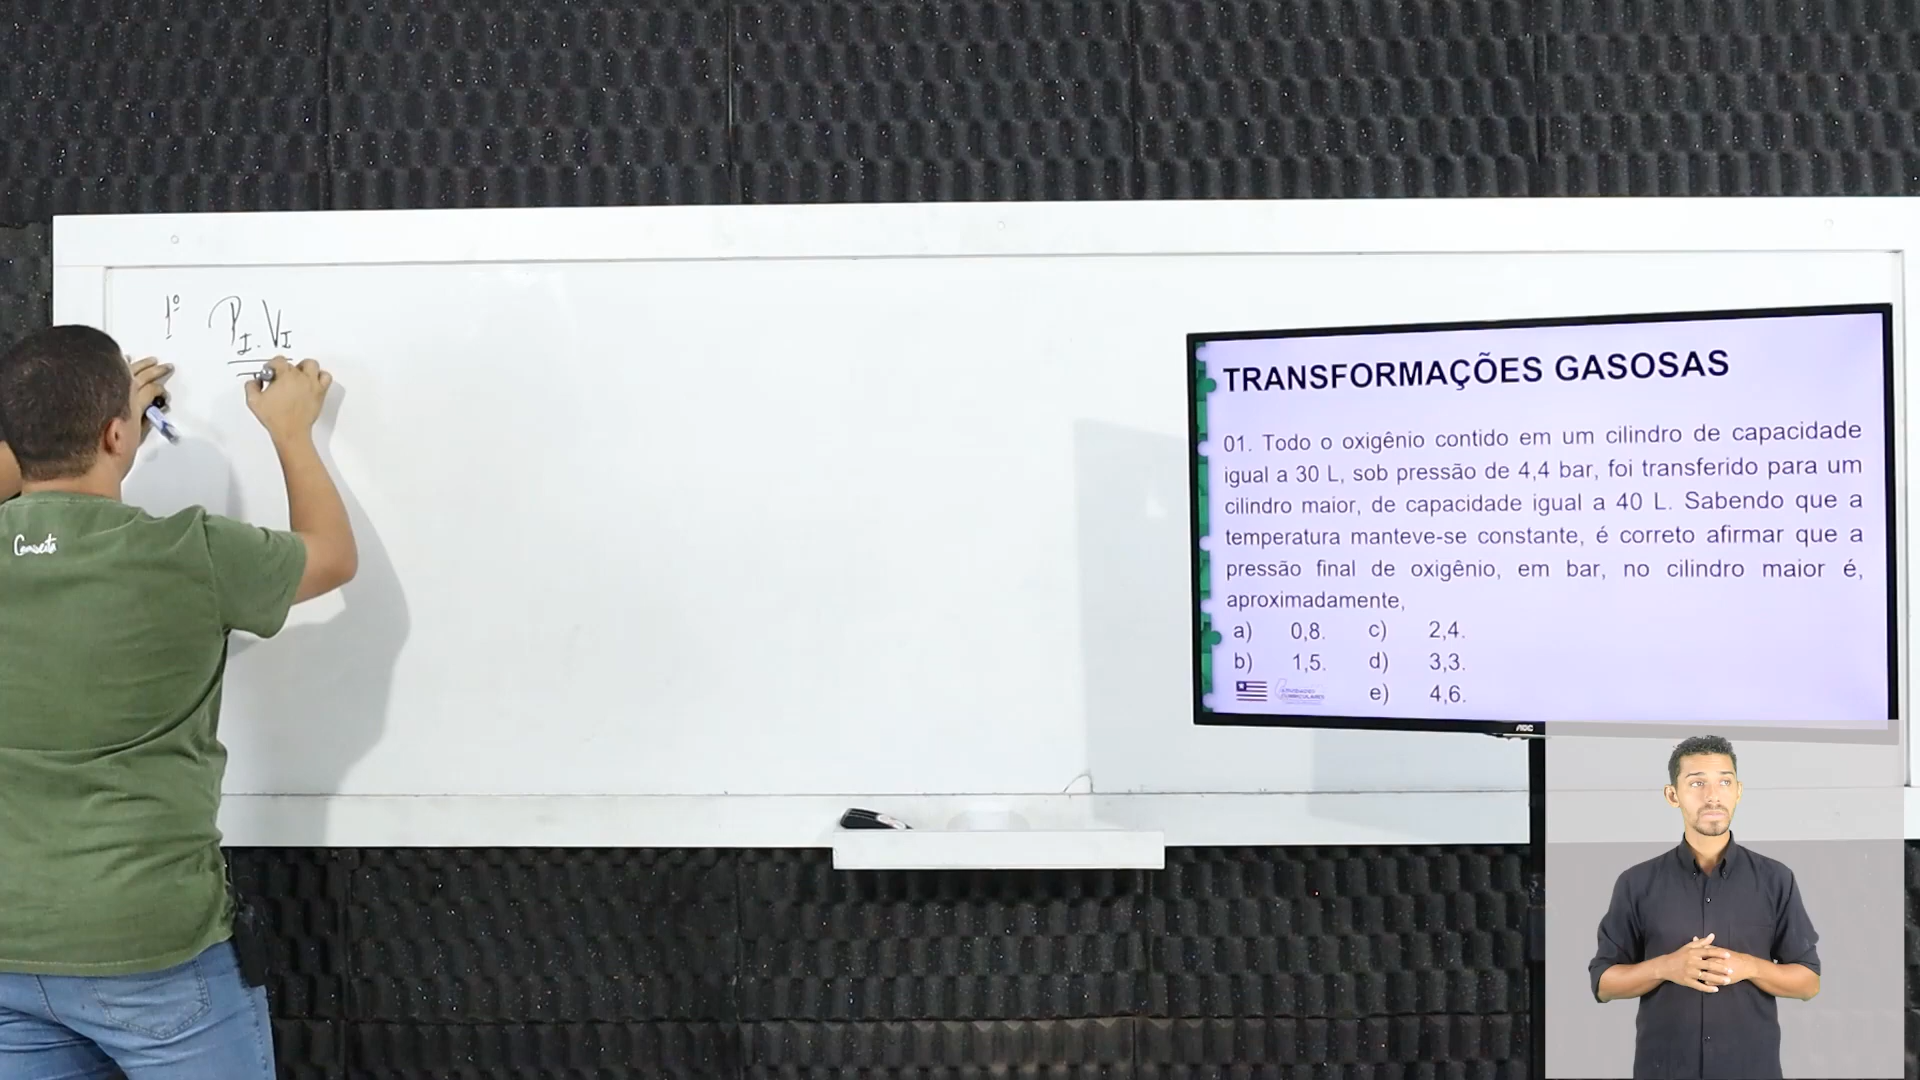 1º P_I . V_I
TRANSFORMAÇÕES GASOSAS
01. Todo o oxigênio contido em um cilindro de capacidade
igual a 30 L, sob pressão de 4,4 bar, foi transferido para um
cilindro maior, de capacidade igual a 40 L. Sabendo que a
temperatura manteve-se constante, é correto afirmar que a
pressão final de oxigênio, em bar, no cilindro maior é,
aproximadamente,
a) 0,8. c) 2,4.
b) 1,5. d) 3,3.
e) 4,6.
AOC